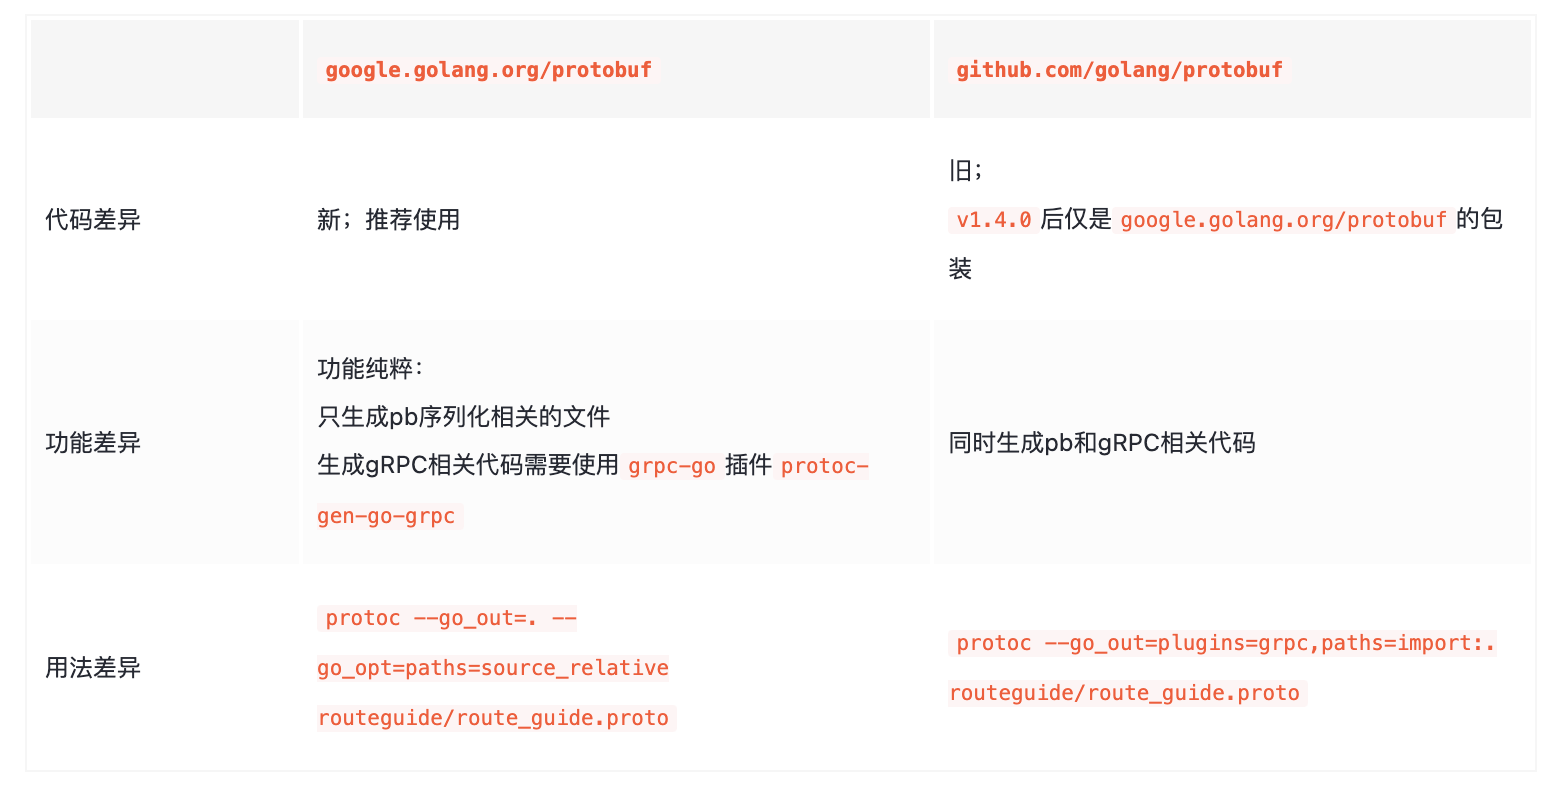 google.golang.org/protobuf
github.com/golang/protobuf
代码差异
新；推荐使用
旧；
v1.4.0 后仅是 google.golang.org/protobuf 的包
装
功能差异
功能纯粹：
只生成pb序列化相关的文件
生成gRPC相关代码需要使用 grpc-go 插件 protoc-
gen-go-grpc
同时生成pb和gRPC相关代码
用法差异
protoc --go_out=. --
go_opt=paths=source_relative
routeguide/route_guide.proto
protoc --go_out=plugins=grpc,paths=import:.
routeguide/route_guide.proto